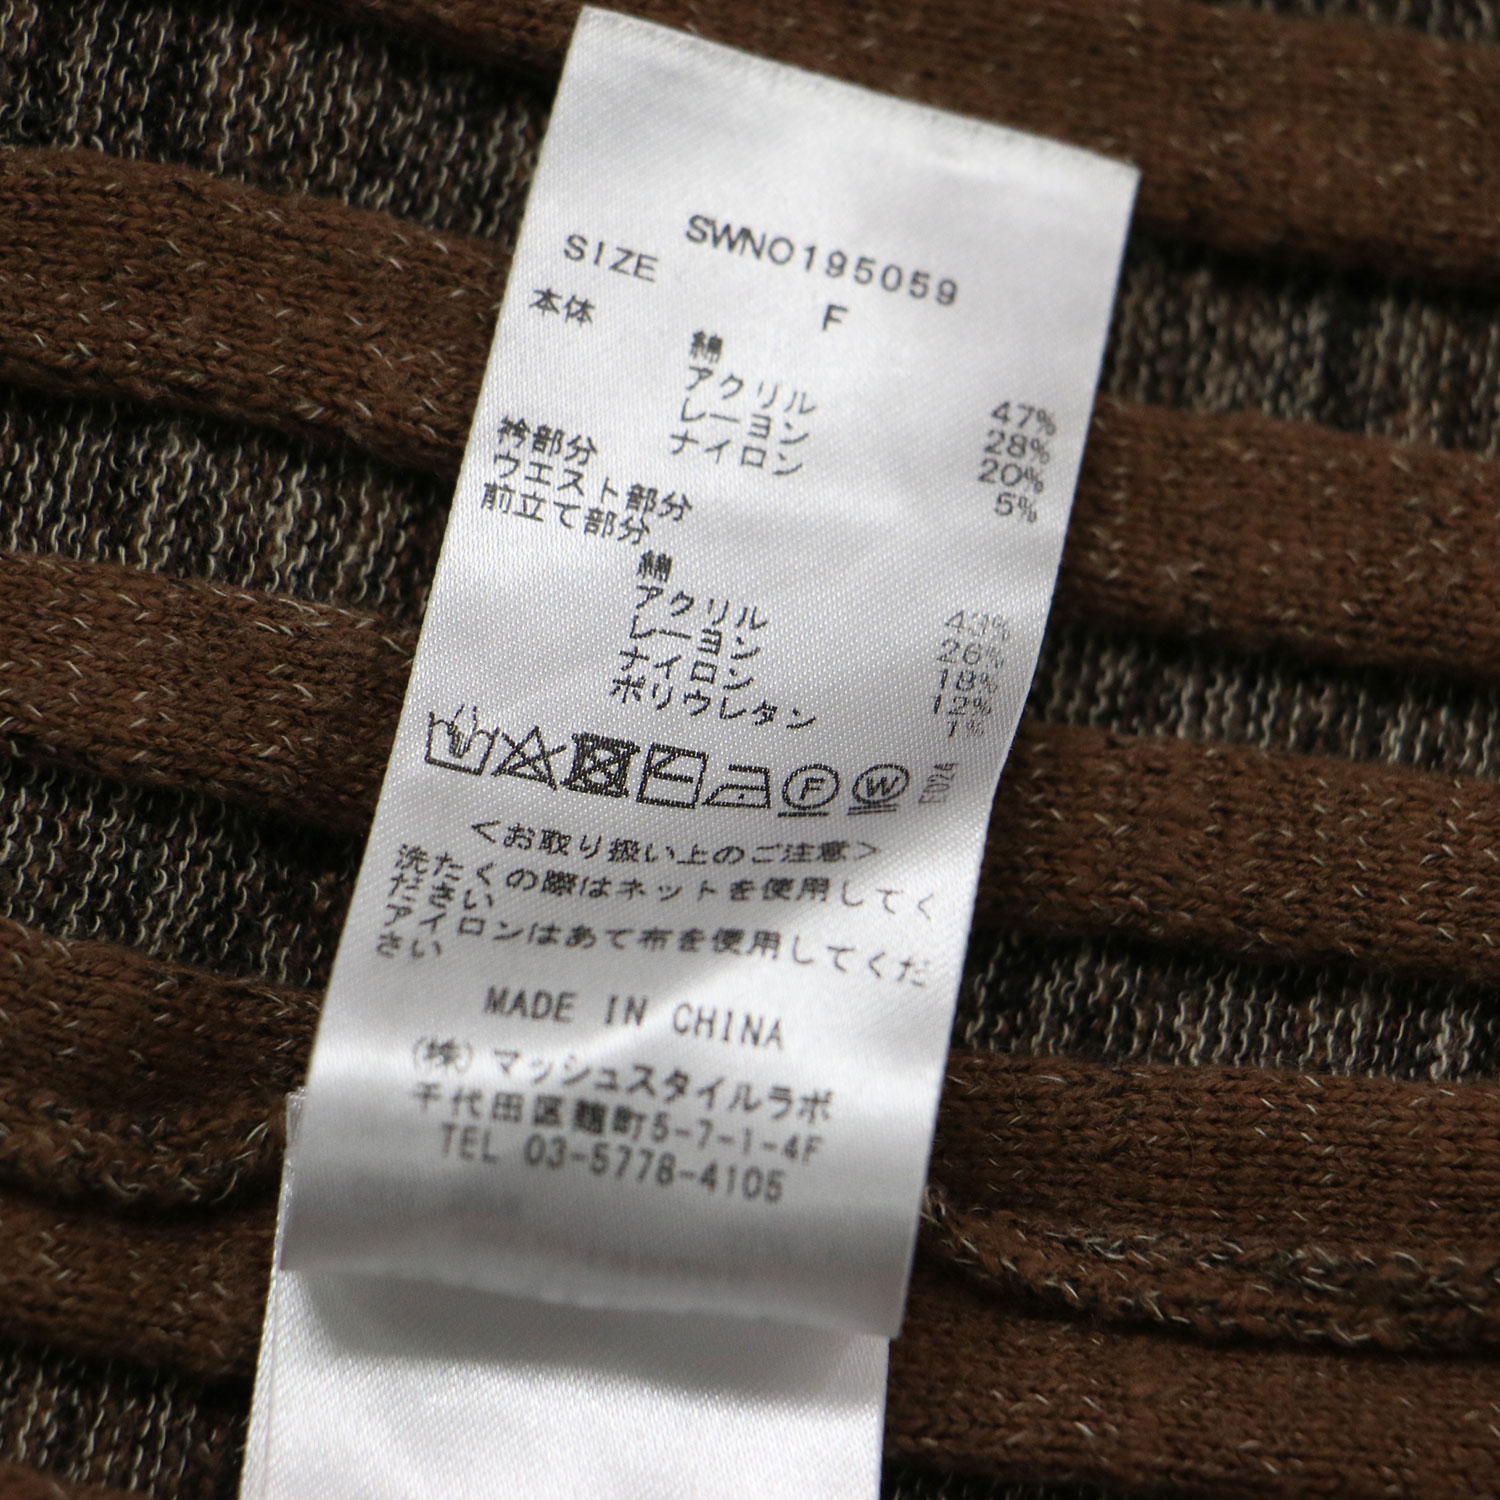 SWNO195059
SIZE F
本体
綿 47%
アクリル 28%
レーヨン 20%
ナイロン 5%
衿部分
ウエスト部分
前立て部分
綿 43%
アクリル 26%
レーヨン 18%
ナイロン 12%
ポリウレタン 1%
F W E024
<お取り扱い上のご注意>
洗たくの際はネットを使用してく
ださい
アイロンはあて布を使用してくだ
さい
MADE IN CHINA
(株)マッシュスタイルラボ
千代田区麹町5-7-1-4F
TEL 03-5778-4105